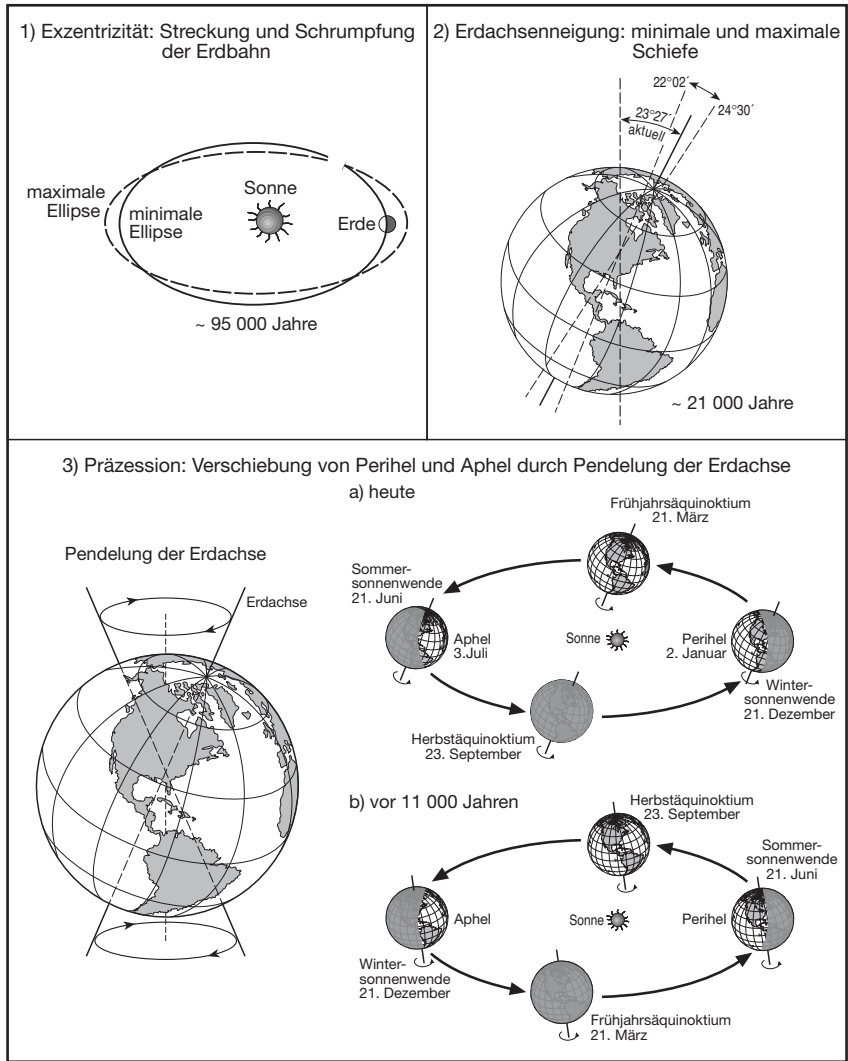 1) Exzentrizität: Streckung und Schrumpfung
der Erdbahn
maximale
Ellipse
minimale
Ellipse
Sonne
Erde
~ 95 000 Jahre
2) Erdachsenneigung: minimale und maximale
Schiefe
22°02´
24°30´
23°27´
aktuell
~ 21 000 Jahre
3) Präzession: Verschiebung von Perihel und Aphel durch Pendelung der Erdachse
Pendelung der Erdachse
Erdachse
a) heute
Frühjahrsäquinoktium
21. März
Sommer-
sonnenwende
21. Juni
Aphel
3.Juli
Sonne
Perihel
2. Januar
Winter-
sonnenwende
21. Dezember
Herbstäquinoktium
23. September
b) vor 11 000 Jahren
Herbstäquinoktium
23. September
Sommer-
sonnenwende
21. Juni
Aphel
Sonne
Perihel
Winter-
sonnenwende
21. Dezember
Frühjahrsäquinoktium
21. März